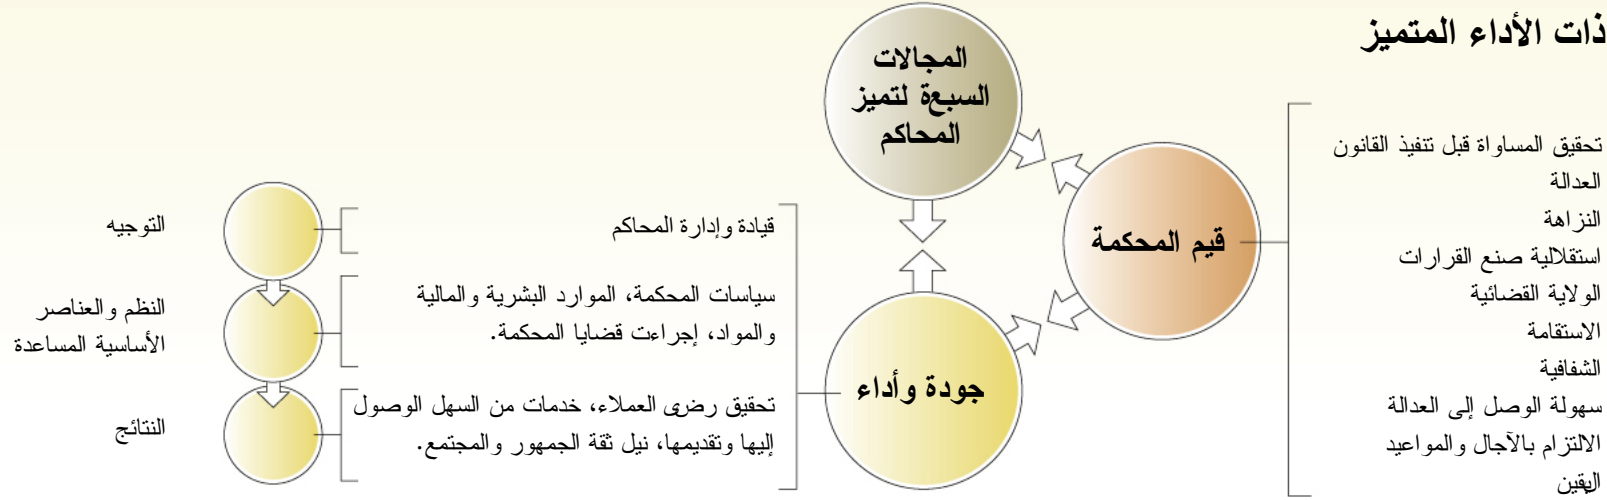 ذات الأداء المتميز
المجالات
السبعة لتميز
المحاكم
قيم المحكمة
جودة وأداء
تحقيق المساواة قبل تنفيذ القانون
العدالة
النزاهة
استقلالية صنع القرارات
الولاية القضائية
الاستقامة
الشفافية
سهولة الوصل إلى العدالة
الالتزام بالآجال والمواعيد
اليقين
قيادة وإدارة المحاكم
سياسات المحكمة، الموارد البشرية والمالية
والمواد، إجراءت قضايا المحكمة.
تحقيق رضى العملاء، خدمات من السهل الوصول
إليها وتقديمها، نيل ثقة الجمهور والمجتمع.
التوجيه
النظم والعناصر
الأساسية المساعدة
النتائج